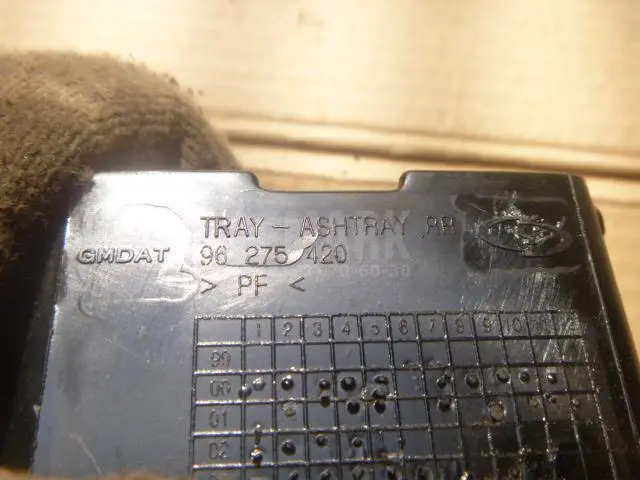 TRAY - ASHTRAY RR
GMDAT 96 275 420
> PF <
1 2 3 4 5 6 7 8 9 10
99
00
01
02